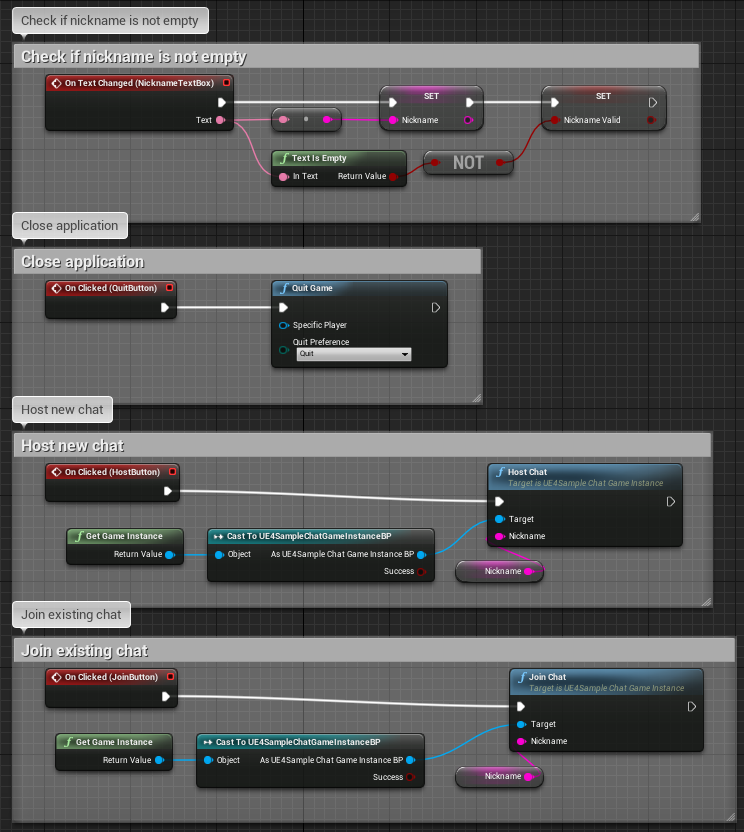 Check if nickname is not empty
Check if nickname is not empty
On Text Changed (NicknameTextBox)
SET
SET
Text
Nickname
Nickname Valid
Text Is Empty
NOT
In Text
Return Value
Close application
Close application
On Clicked (QuitButton)
Quit Game
Specific Player
Quit Preference
Quit
Host new chat
Host new chat
On Clicked (HostButton)
Host Chat
Target is UE4Sample Chat Game Instance
Target
Nickname
Get Game Instance
Return Value
Cast To UE4SampleChatGameInstanceBP
Object
As UE4Sample Chat Game Instance BP
Success
Nickname
Join existing chat
Join existing chat
On Clicked (JoinButton)
Join Chat
Target is UE4Sample Chat Game Instance
Target
Nickname
Get Game Instance
Return Value
Cast To UE4SampleChatGameInstanceBP
Object
As UE4Sample Chat Game Instance BP
Success
Nickname